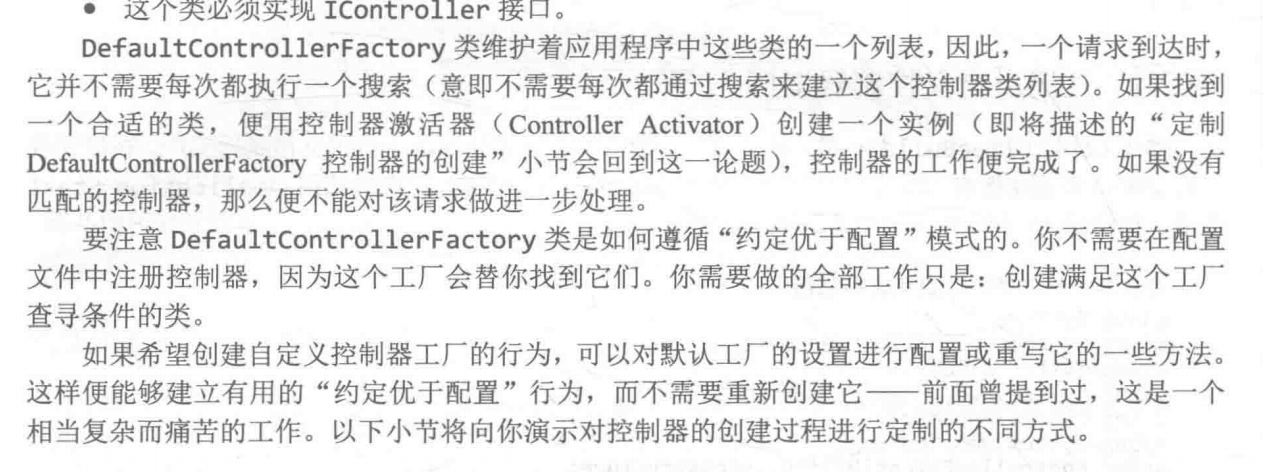 • 这个类必须实现 IController 接口。
DefaultControllerFactory 类维护着应用程序中这些类的一个列表，因此，一个请求到达时，
它并不需要每次都执行一个搜索（意即不需要每次都通过搜索来建立这个控制器类列表）。如果找到
一个合适的类，便用控制器激活器（Controller Activator）创建一个实例（即将描述的“定制
DefaultControllerFactory 控制器的创建”小节会回到这一论题），控制器的工作便完成了。如果没有
匹配的控制器，那么便不能对该请求做进一步处理。
要注意 DefaultControllerFactory 类是如何遵循“约定优于配置”模式的。你不需要在配置
文件中注册控制器，因为这个工厂会替你找到它们。你需要做的全部工作只是：创建满足这个工厂
查寻条件的类。
如果希望创建自定义控制器工厂的行为，可以对默认工厂的设置进行配置或重写它的一些方法。
这样便能够建立有用的“约定优于配置”行为，而不需要重新创建它——前面曾提到过，这是一个
相当复杂而痛苦的工作。以下小节将向你演示对控制器的创建过程进行定制的不同方式。